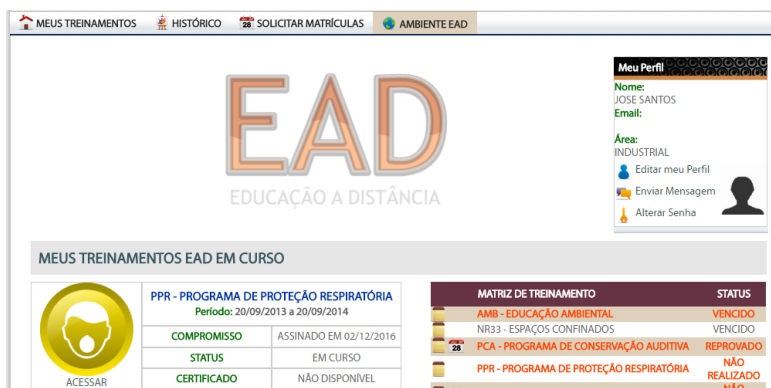 MEUS TREINAMENTOS HISTÓRICO 28 SOLICITAR MATRÍCULAS AMBIENTE EAD
EAD
EDUCAÇÃO A DISTÂNCIA
Meu Perfil
Nome:
JOSE SANTOS
Email:
Área:
INDUSTRIAL
Editar meu Perfil
Enviar Mensagem
Alterar Senha
MEUS TREINAMENTOS EAD EM CURSO
ACESSAR
PPR - PROGRAMA DE PROTEÇÃO RESPIRATÓRIA
Período: 20/09/2013 a 20/09/2014
COMPROMISSO ASSINADO EM 02/12/2016
STATUS EM CURSO
CERTIFICADO NÃO DISPONÍVEL
MATRIZ DE TREINAMENTO STATUS
AMB - EDUCAÇÃO AMBIENTAL VENCIDO
NR33 - ESPAÇOS CONFINADOS VENCIDO
28 PCA - PROGRAMA DE CONSERVAÇÃO AUDITIVA REPROVADO
PPR - PROGRAMA DE PROTEÇÃO RESPIRATÓRIA NÃO
REALIZADO
NÃO